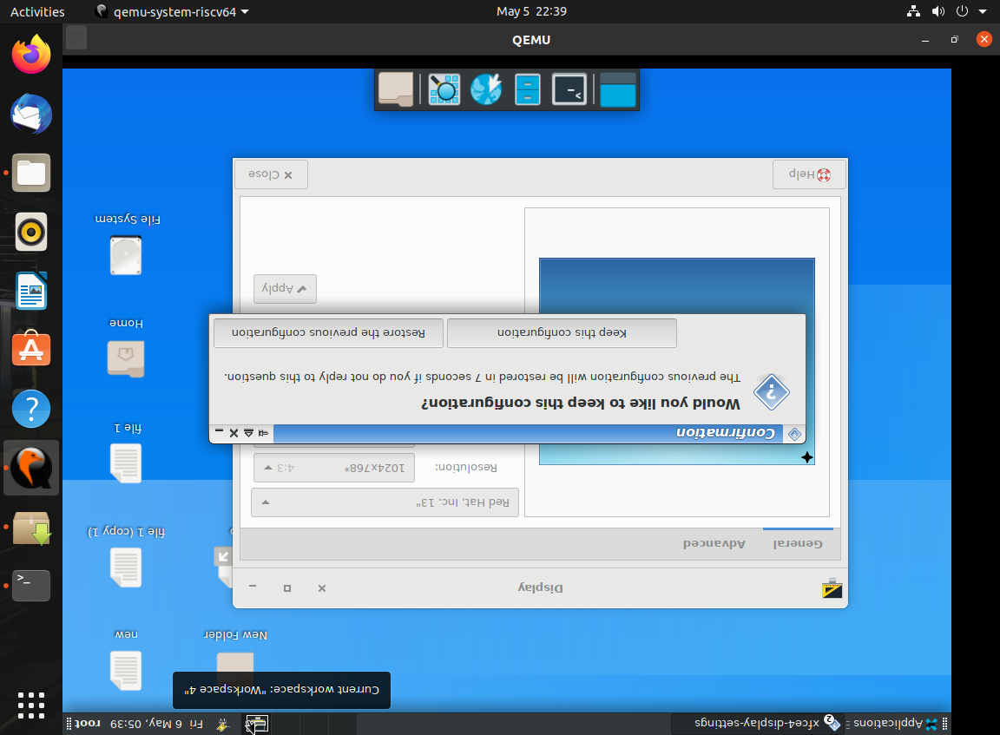 Activities
qemu-system-riscv64
May 5 22:39
QEMU
Applications
xfce4-display-settings
Fri 6 May, 05:39
root
Current workspace: "Workspace 4"
New Folder
new
file 1 (copy 1)
file 1
Home
File System
Display
General
Advanced
Red Hat, Inc. 13"
Resolution:
1024x768*
4:3
Confirmation
Would you like to keep this configuration?
The previous configuration will be restored in 7 seconds if you do not reply to this question.
Keep this configuration
Restore the previous configuration
Apply
Help
Close